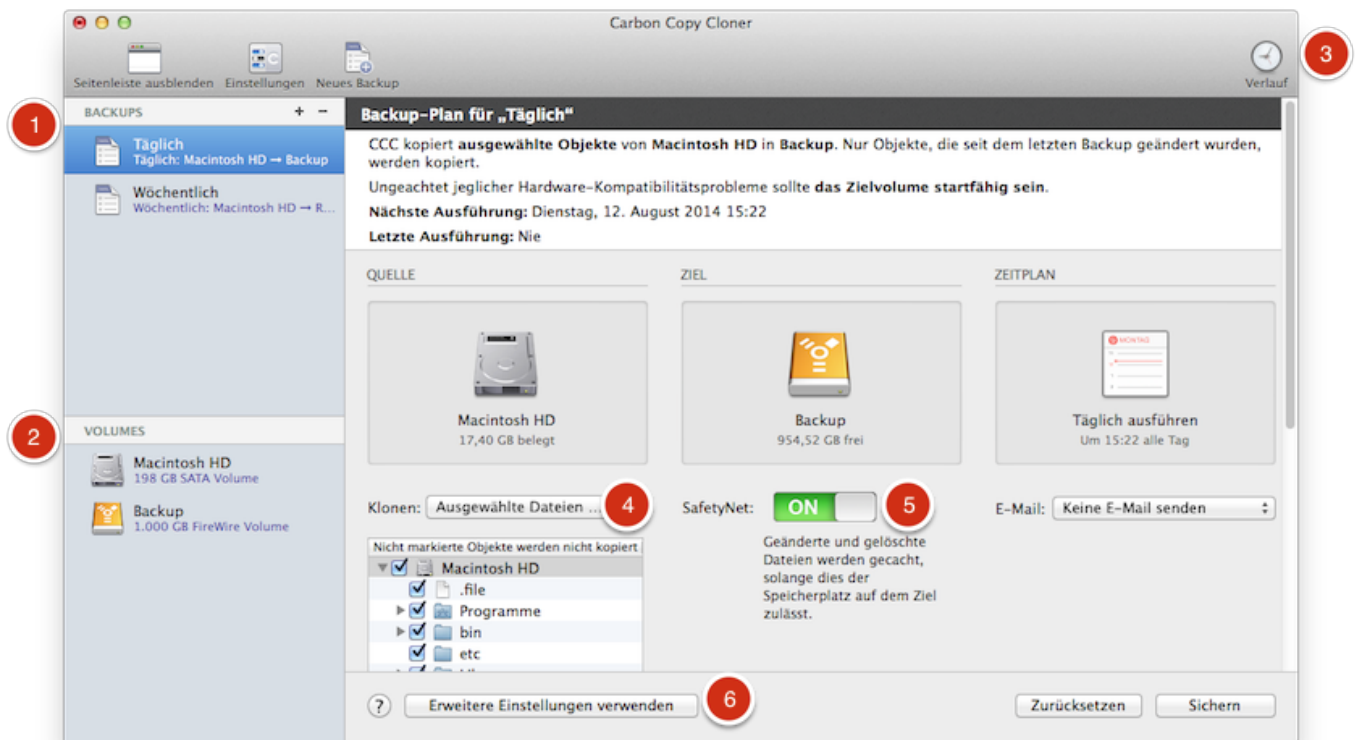 Carbon Copy Cloner
Seitenleiste ausblenden
Einstellungen
Neues Backup
Verlauf
3
1
BACKUPS
+ -
Täglich
Täglich: Macintosh HD → Backup
Wöchentlich
Wöchentlich: Macintosh HD → R...
2
VOLUMES
Macintosh HD
198 GB SATA Volume
Backup
1.000 GB FireWire Volume
Backup-Plan für „Täglich“
CCC kopiert ausgewählte Objekte von Macintosh HD in Backup. Nur Objekte, die seit dem letzten Backup geändert wurden,
werden kopiert.
Ungeachtet jeglicher Hardware-Kompatibilitätsprobleme sollte das Zielvolume startfähig sein.
Nächste Ausführung: Dienstag, 12. August 2014 15:22
Letzte Ausführung: Nie
QUELLE
Macintosh HD
17,40 GB belegt
ZIEL
Backup
954,52 GB frei
ZEITPLAN
MONTAG
Täglich ausführen
Um 15:22 alle Tag
Klonen: Ausgewählte Dateien ...
4
Nicht markierte Objekte werden nicht kopiert
Macintosh HD
.file
Programme
bin
etc
SafetyNet: ON
5
Geänderte und gelöschte
Dateien werden gecacht,
solange dies der
Speicherplatz auf dem Ziel
zulässt.
E-Mail: Keine E-Mail senden
? Erweitere Einstellungen verwenden
6
Zurücksetzen
Sichern